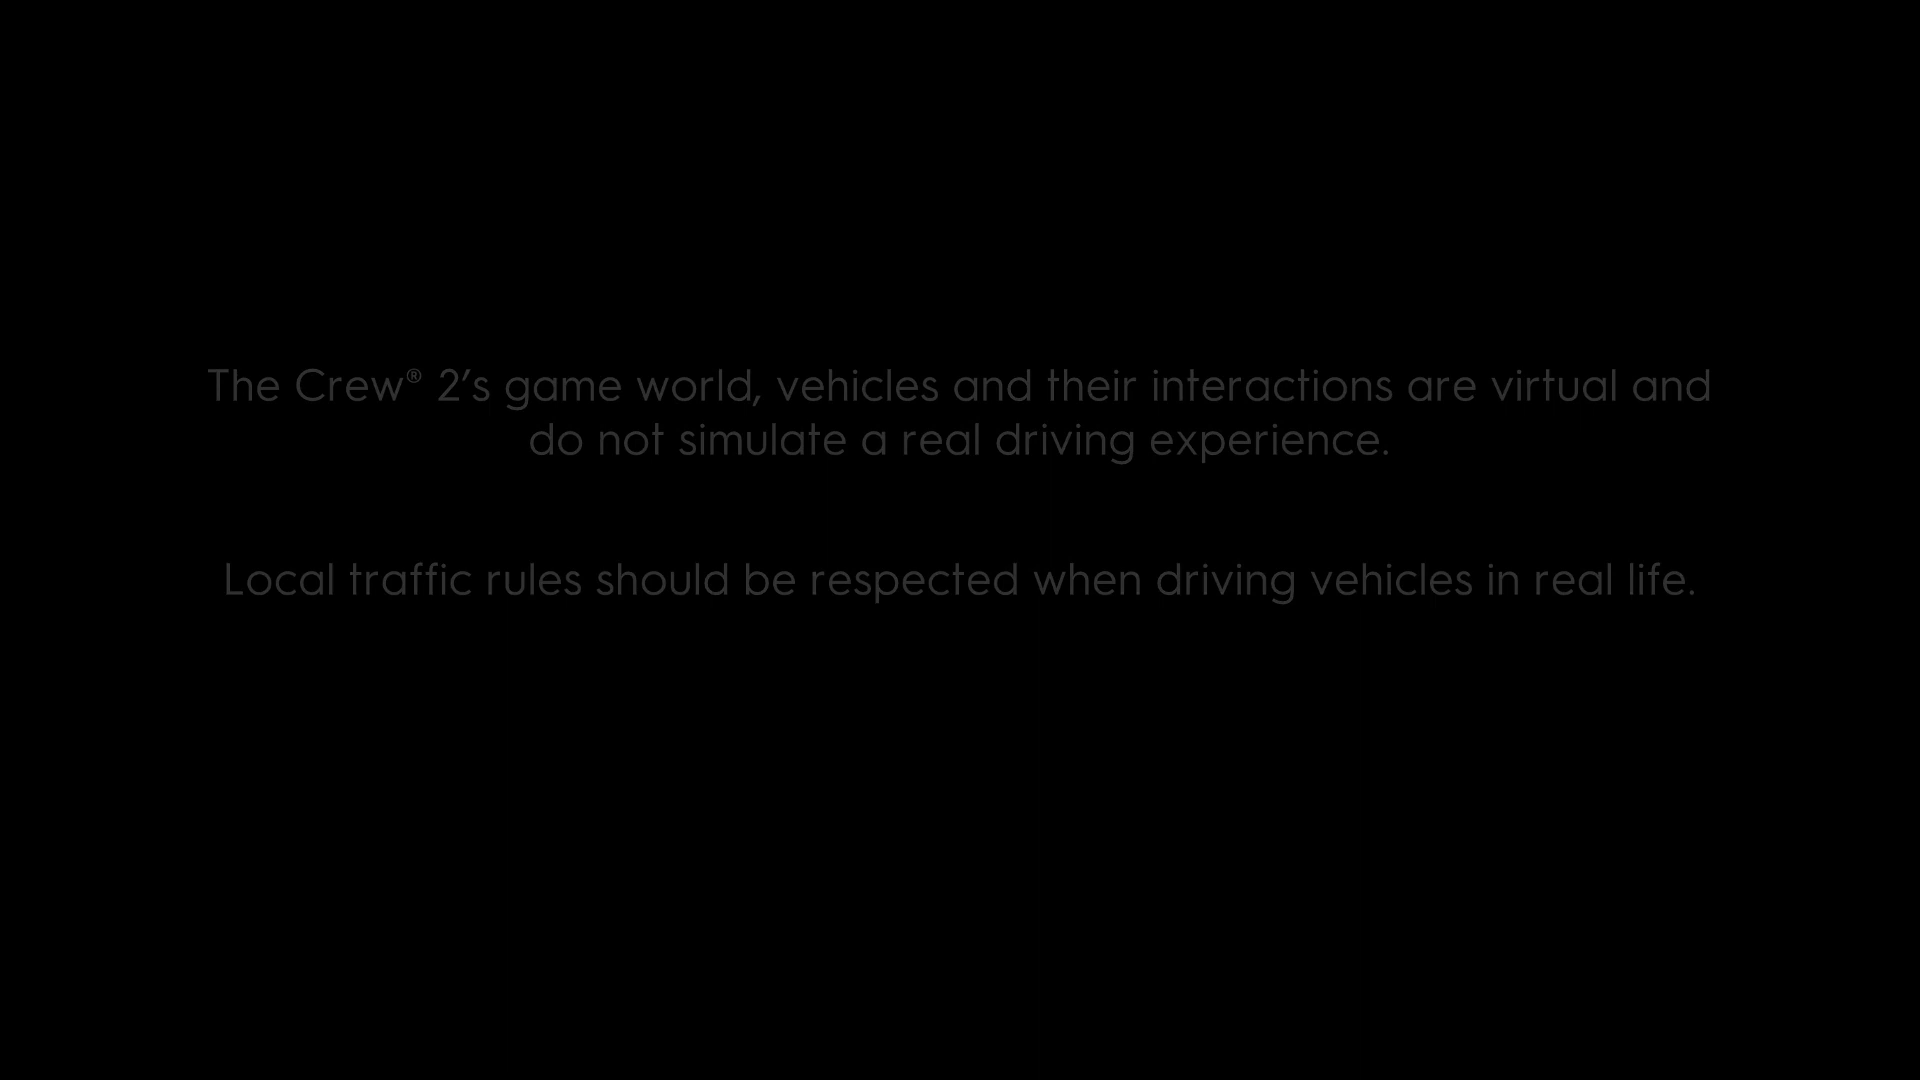 The Crew® 2’s game world, vehicles and their interactions are virtual and
do not simulate a real driving experience.
Local traffic rules should be respected when driving vehicles in real life.